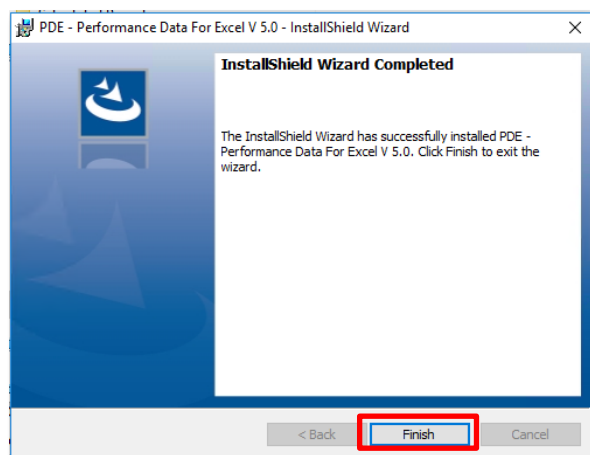 PDE - Performance Data For Excel V 5.0 - InstallShield Wizard
InstallShield Wizard Completed
The InstallShield Wizard has successfully installed PDE -
Performance Data For Excel V 5.0. Click Finish to exit the
wizard.
< Back
Finish
Cancel